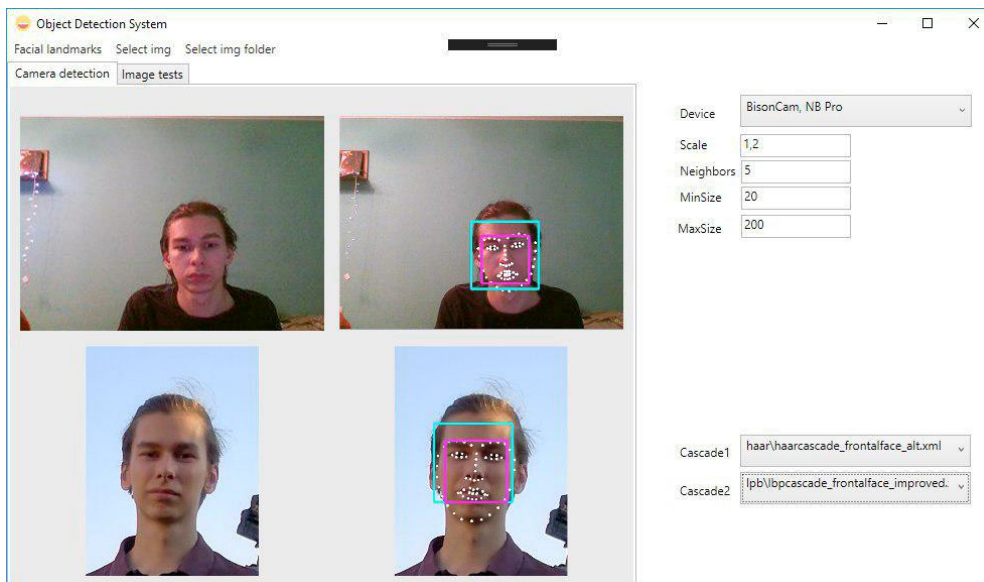 Object Detection System
Facial landmarks Select img Select img folder
Camera detection Image tests
Device BisonCam, NB Pro
Scale 1,2
Neighbors 5
MinSize 20
MaxSize 200
Cascade1 haar\haarcascade_frontalface_alt.xml
Cascade2 lpb\lbpcascade_frontalface_improved.